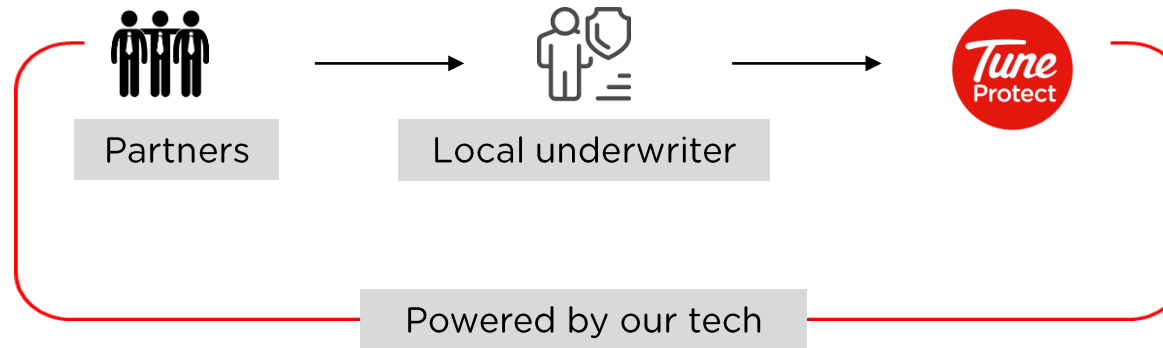 Tune
Protect
Partners
Local underwriter
Powered by our tech